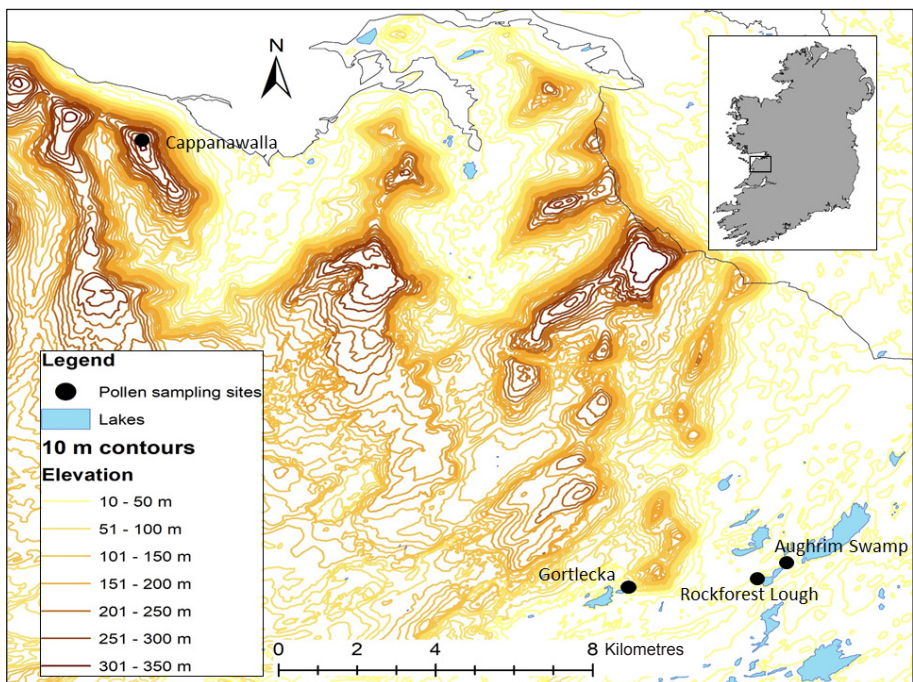 N
Cappanawalla
Legend
Pollen sampling sites
Lakes
10 m contours
Elevation
10 - 50 m
51 - 100 m
101 - 150 m
151 - 200 m
201 - 250 m
251 - 300 m
301 - 350 m
Gortlecka
Aughrim Swamp
Rockforest Lough
0 2 4 6 8 Kilometres